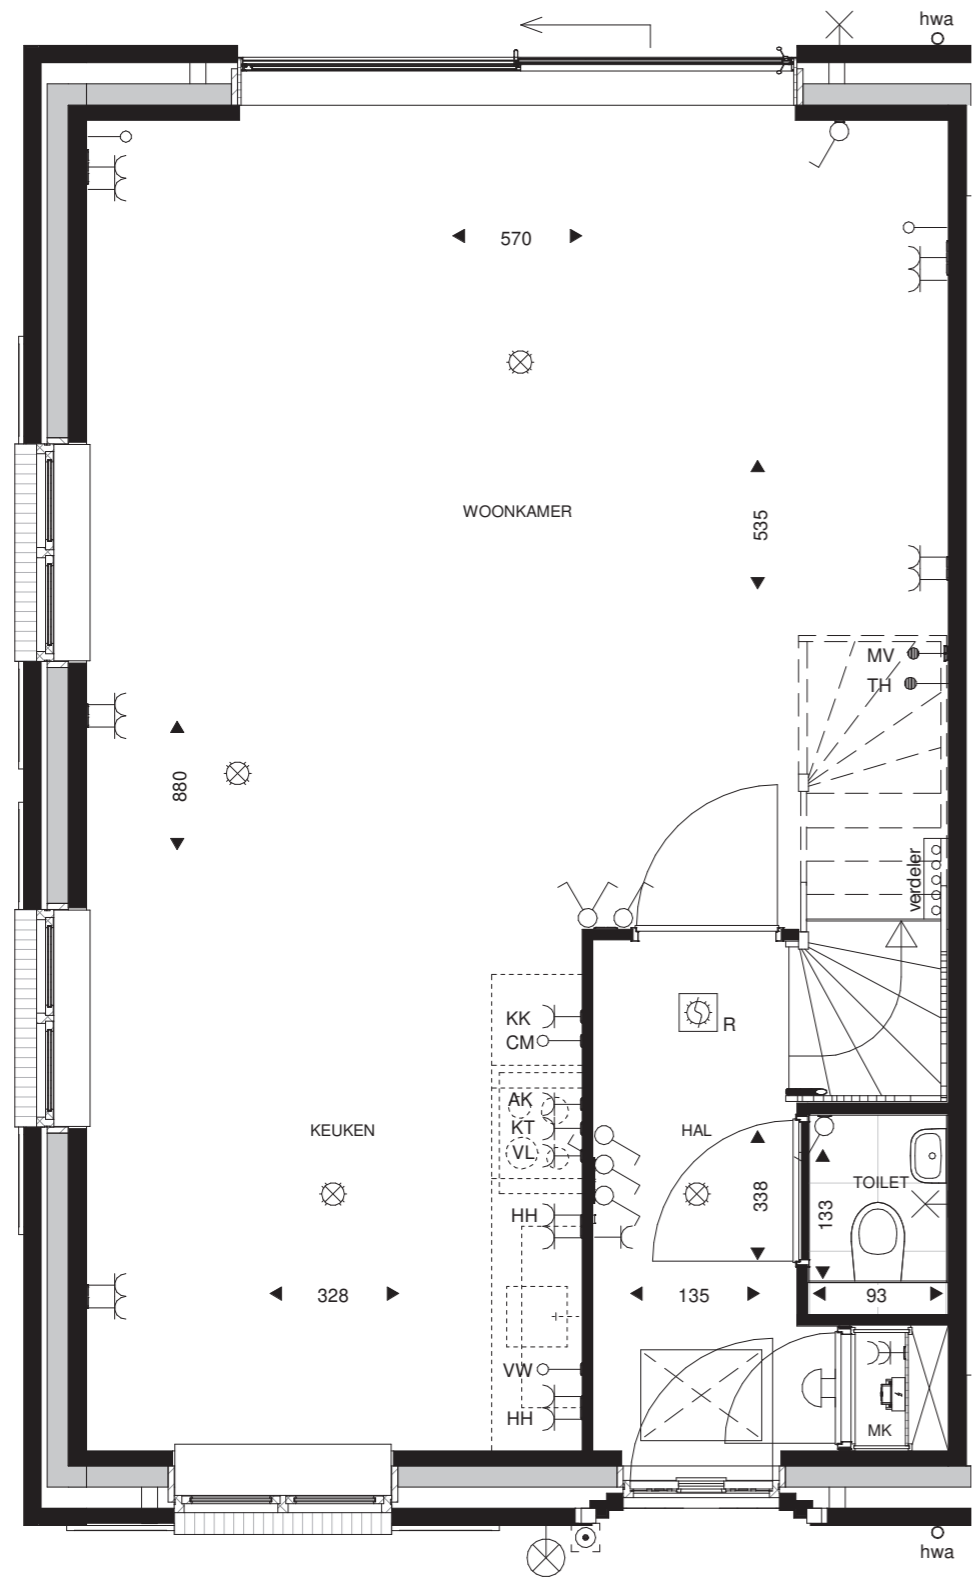 hwa
570
WOONKAMER
535
MV
TH
880
verdeler
KK
CM
R
AK
KT
VL
KEUKEN
HAL
TOILET
338
133
HH
328
135
93
VW
HH
MK
hwa